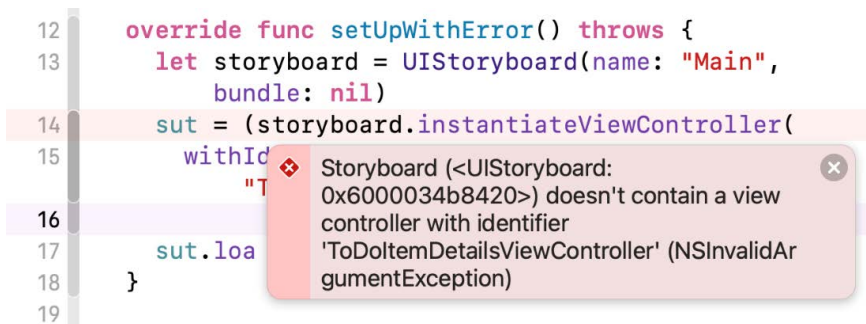 12 override func setUpWithError() throws {
13 let storyboard = UIStoryboard(name: "Main",
bundle: nil)
14 sut = (storyboard.instantiateViewController(
15 withId
"T
16
17 sut.loa
18 }
19
Storyboard (<UIStoryboard:
0x6000034b8420>) doesn't contain a view
controller with identifier
'ToDoItemDetailsViewController' (NSInvalidAr
gumentException)